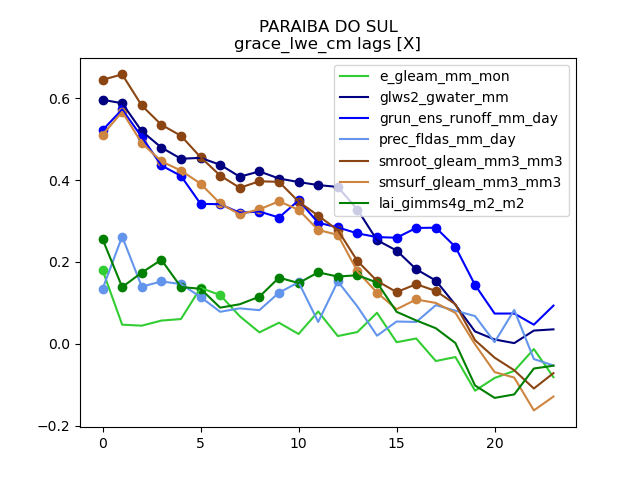 PARAIBA DO SUL
grace_lwe_cm lags [X]
e_gleam_mm_mon
glws2_gwater_mm
grun_ens_runoff_mm_day
prec_fldas_mm_day
smroot_gleam_mm3_mm3
smsurf_gleam_mm3_mm3
lai_gimms4g_m2_m2
0.6
0.4
0.2
0.0
−0.2
0 5 10 15 20